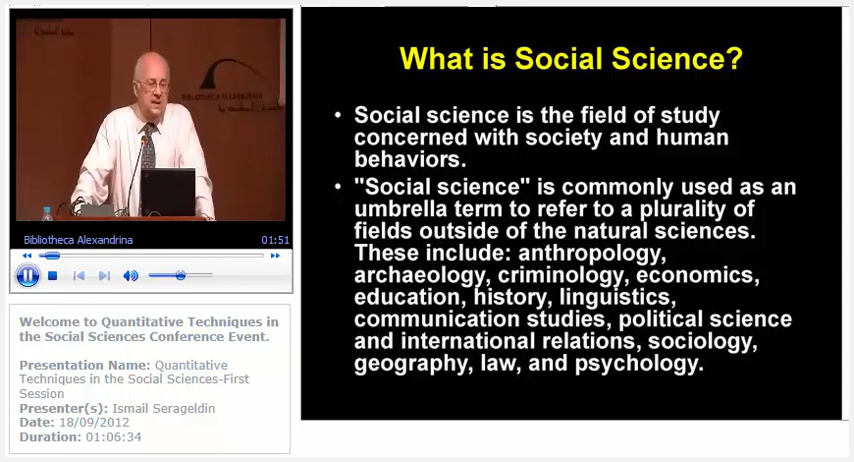 BIBLIOTHECA ALEXANDRINA
Bibliotheca Alexandrina
01:51
Welcome to Quantitative Techniques in
the Social Sciences Conference Event.
Presentation Name: Quantitative
Techniques in the Social Sciences-First
Session
Presenter(s): Ismail Serageldin
Date: 18/09/2012
Duration: 01:06:34
What is Social Science?
• Social science is the field of study
concerned with society and human
behaviors.
• "Social science" is commonly used as an
umbrella term to refer to a plurality of
fields outside of the natural sciences.
These include: anthropology,
archaeology, criminology, economics,
education, history, linguistics,
communication studies, political science
and international relations, sociology,
geography, law, and psychology.